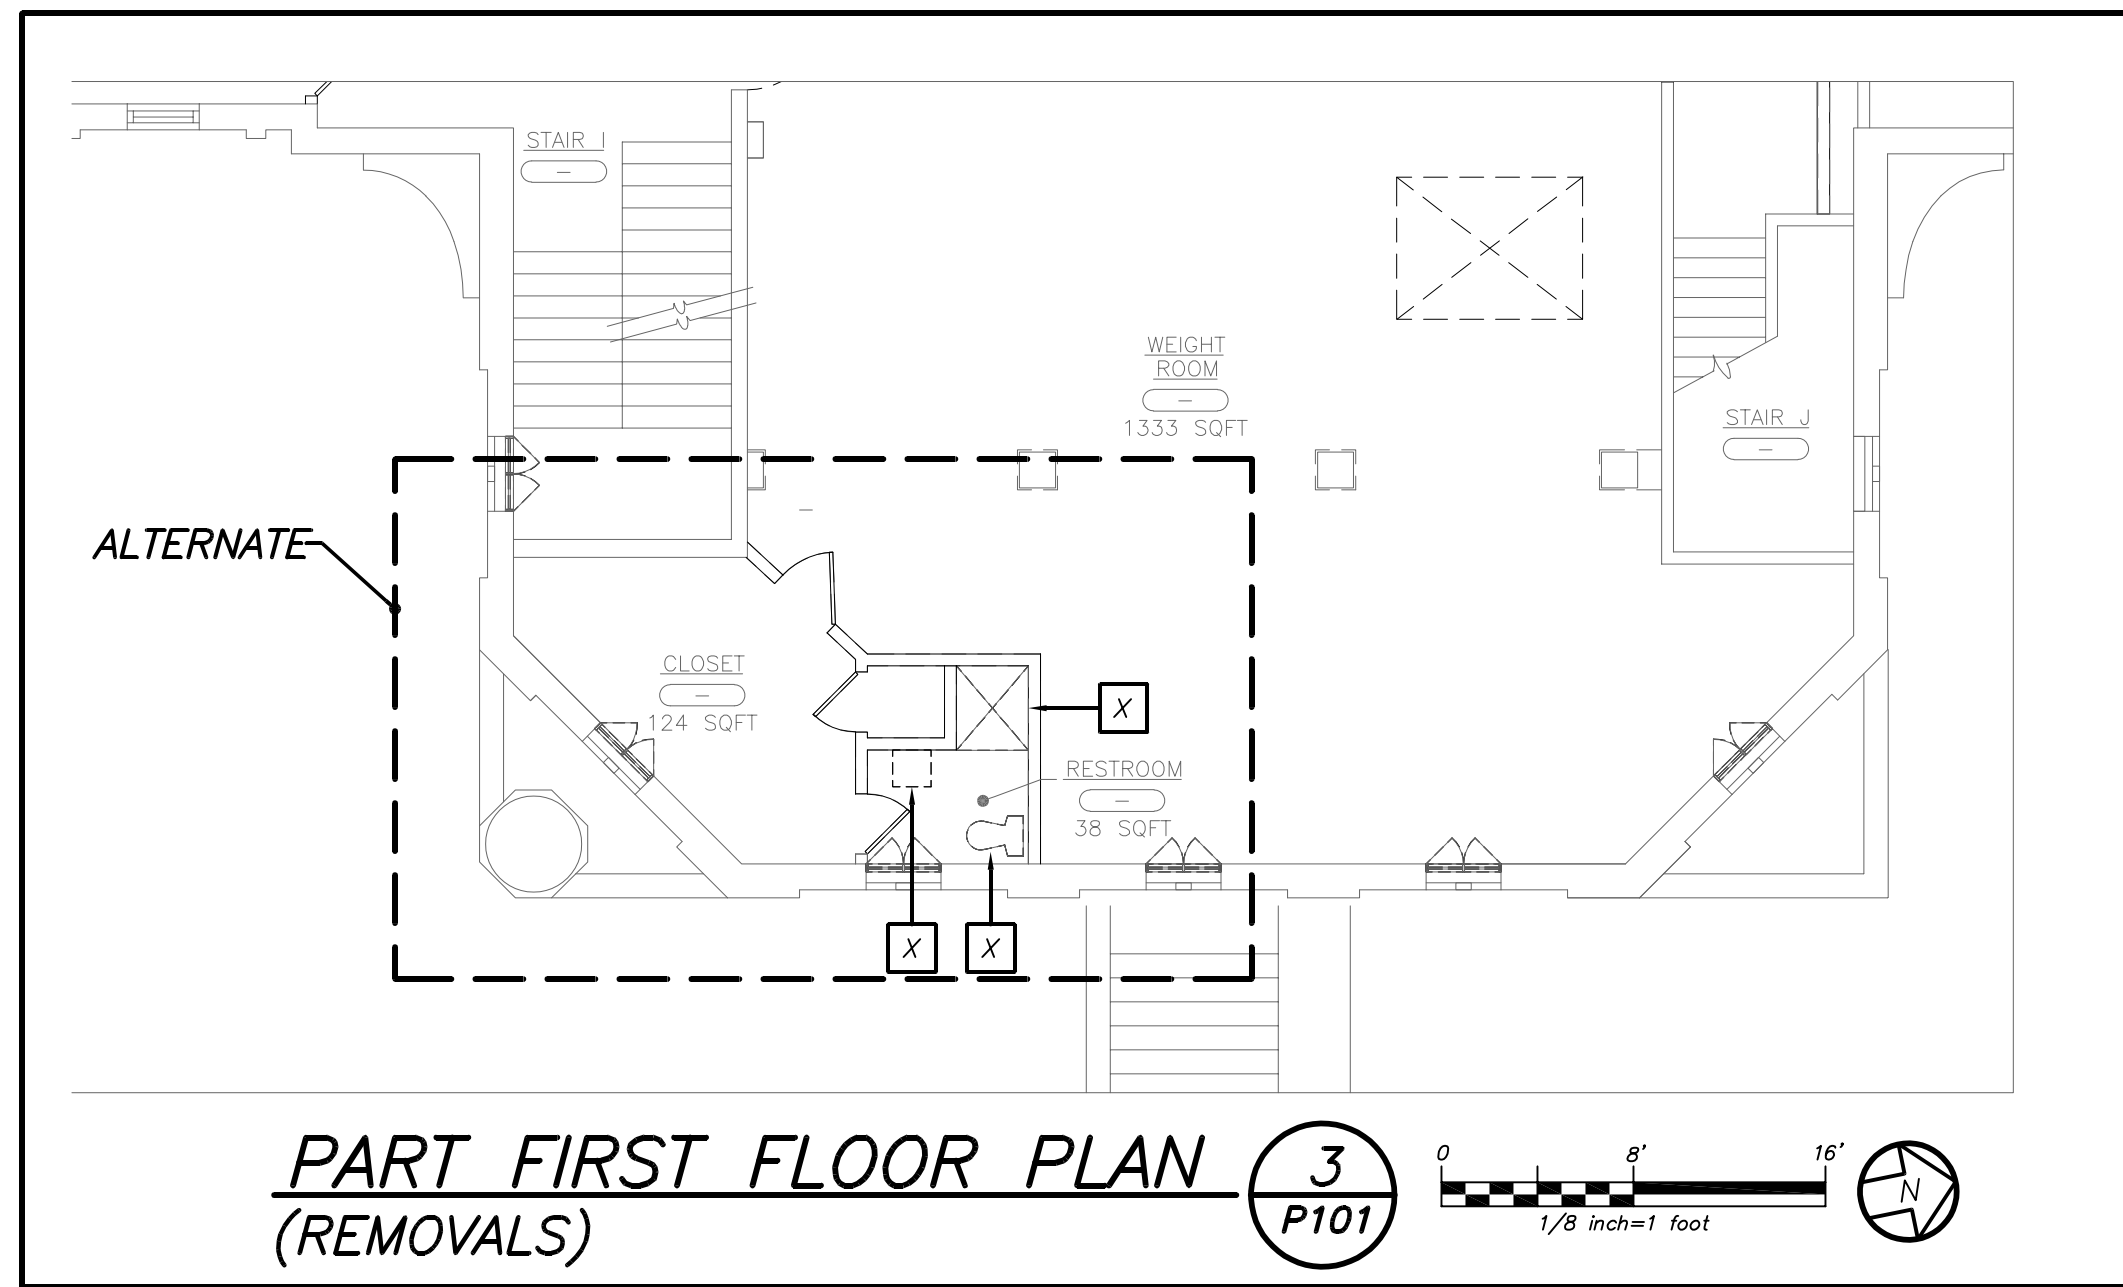 STAIR I
-
WEIGHT
ROOM
-
1333 SQFT
STAIR J
-
ALTERNATE
CLOSET
-
124 SQFT
X
RESTROOM
-
38 SQFT
X
X
PART FIRST FLOOR PLAN
(REMOVALS)
3
P101
0 8' 16'
1/8 inch=1 foot
N